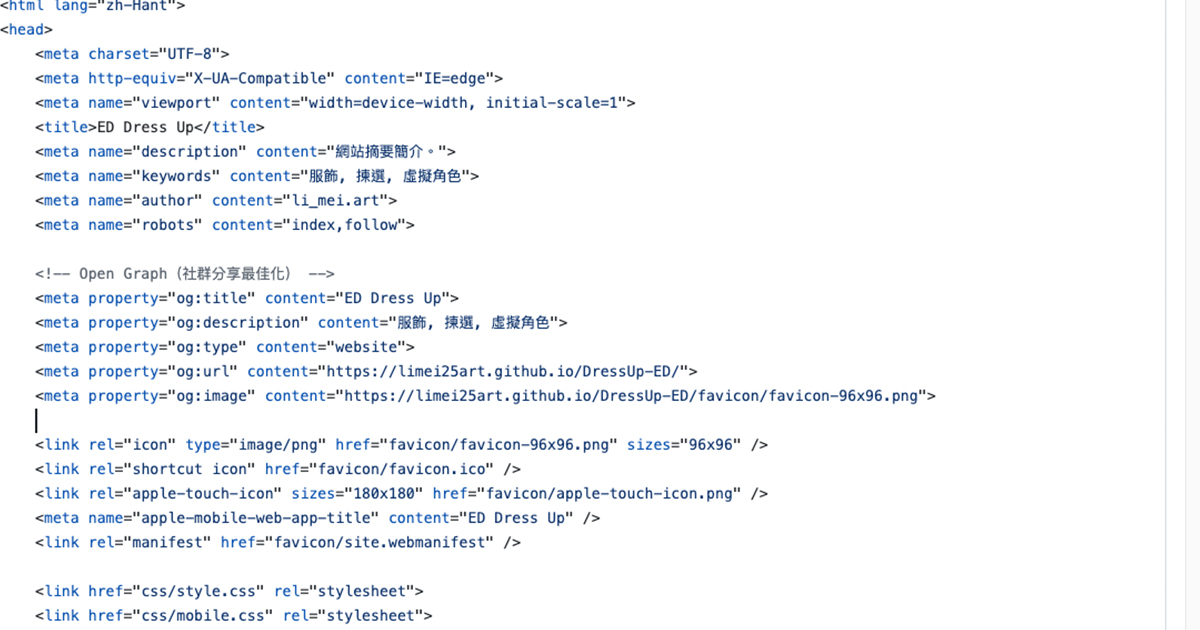 <html lang="zh-Hant">
<head>
<meta charset="UTF-8">
<meta http-equiv="X-UA-Compatible" content="IE=edge">
<meta name="viewport" content="width=device-width, initial-scale=1">
<title>ED Dress Up</title>
<meta name="description" content="網站摘要簡介。">
<meta name="keywords" content="服飾, 揀選, 虛擬角色">
<meta name="author" content="li_mei.art">
<meta name="robots" content="index,follow">
<!-- Open Graph（社群分享最佳化） -->
<meta property="og:title" content="ED Dress Up">
<meta property="og:description" content="服飾, 揀選, 虛擬角色">
<meta property="og:type" content="website">
<meta property="og:url" content="https://limei25art.github.io/DressUp-ED/">
<meta property="og:image" content="https://limei25art.github.io/DressUp-ED/favicon/favicon-96x96.png">
<link rel="icon" type="image/png" href="favicon/favicon-96x96.png" sizes="96x96" />
<link rel="shortcut icon" href="favicon/favicon.ico" />
<link rel="apple-touch-icon" sizes="180x180" href="favicon/apple-touch-icon.png" />
<meta name="apple-mobile-web-app-title" content="ED Dress Up" />
<link rel="manifest" href="favicon/site.webmanifest" />
<link href="css/style.css" rel="stylesheet">
<link href="css/mobile.css" rel="stylesheet">